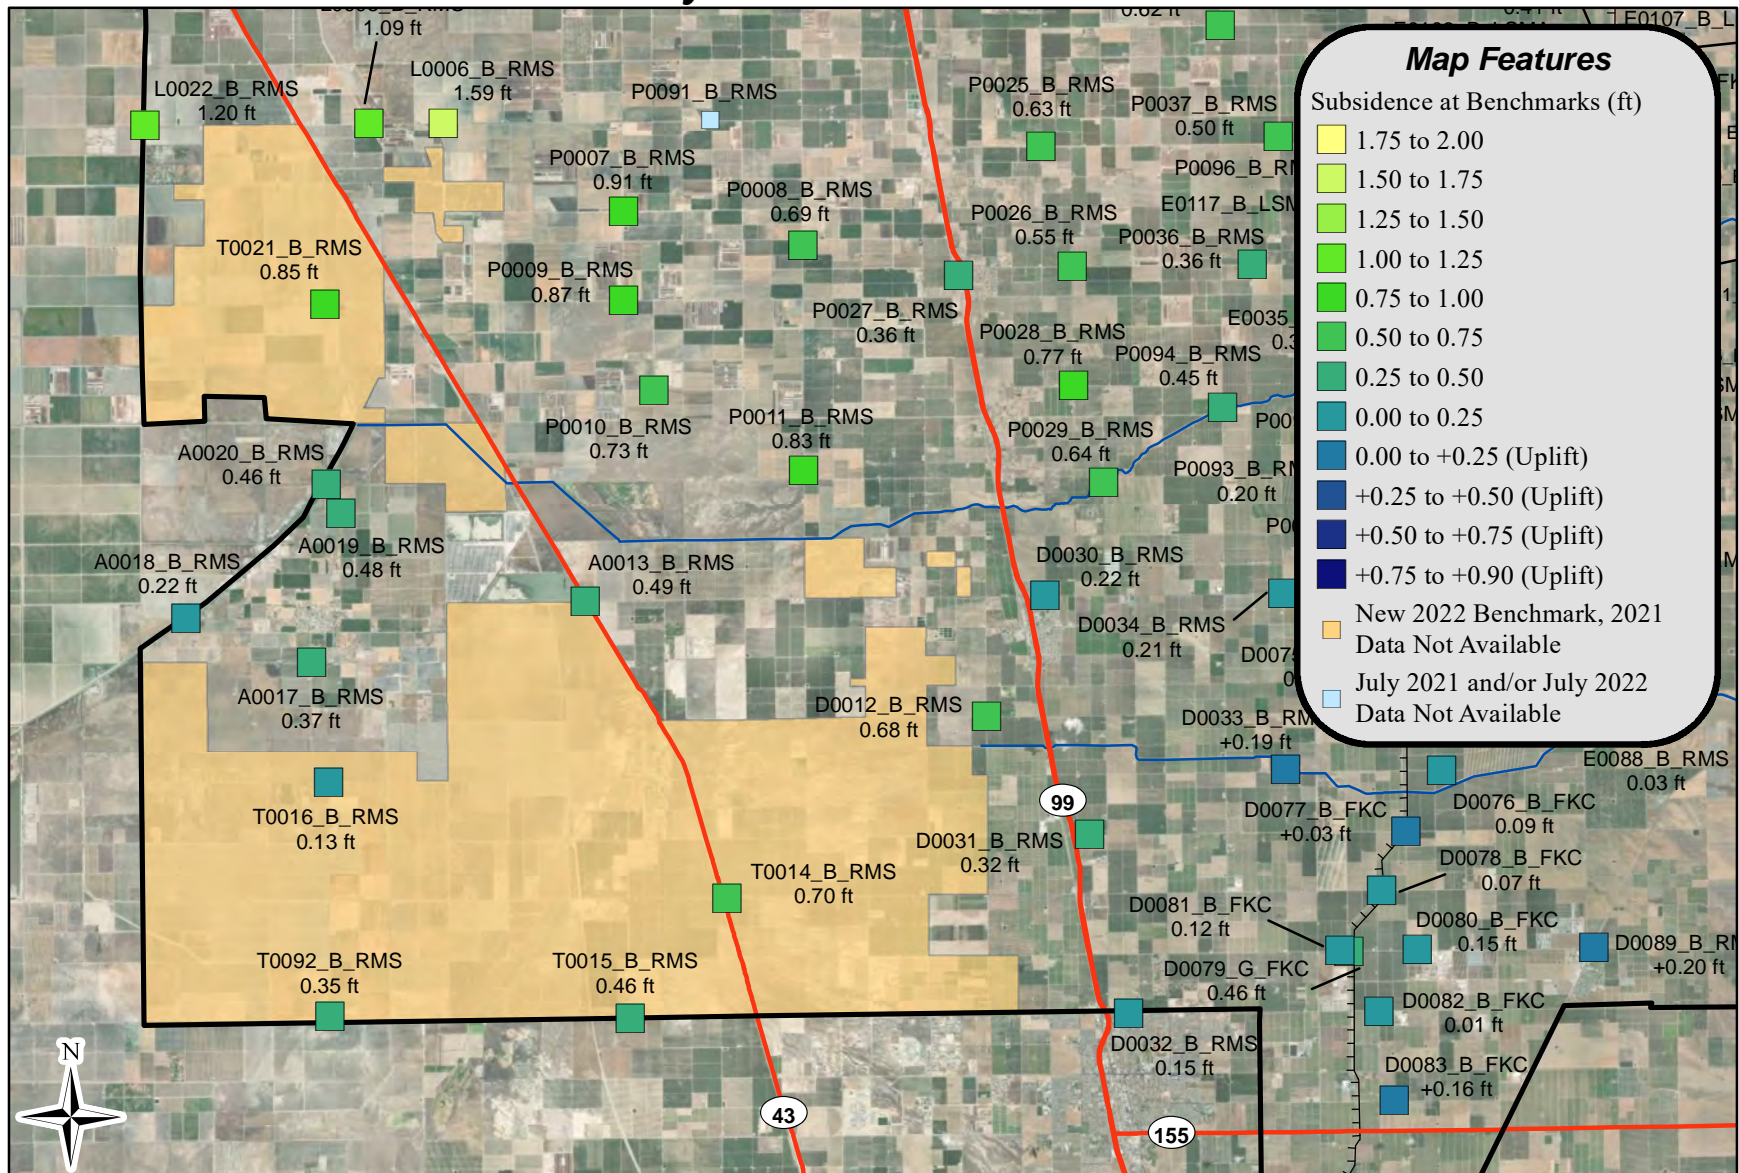 1.09 ft
L0022_B_RMS
1.20 ft
L0006_B_RMS
1.59 ft
P0091_B_RMS
P0025_B_RMS
0.63 ft
P0037_B_RMS
0.50 ft
0.62 ft
E0107_B_L
P0007_B_RMS
0.91 ft
P0008_B_RMS
0.69 ft
P0096_B_R
E0117_B_LSM
P0026_B_RMS
0.55 ft
P0036_B_RMS
0.36 ft
T0021_B_RMS
0.85 ft
P0009_B_RMS
0.87 ft
P0027_B_RMS
0.36 ft
P0028_B_RMS
0.77 ft
E0035
P0094_B_RMS
0.45 ft
P0010_B_RMS
0.73 ft
P0011_B_RMS
0.83 ft
P0029_B_RMS
0.64 ft
P0093_B_R
0.20 ft
A0020_B_RMS
0.46 ft
A0019_B_RMS
0.48 ft
A0018_B_RMS
0.22 ft
A0013_B_RMS
0.49 ft
D0030_B_RMS
0.22 ft
D0034_B_RMS
0.21 ft
A0017_B_RMS
0.37 ft
D0012_B_RMS
0.68 ft
D0033_B_RM
+0.19 ft
E0088_B_RMS
0.03 ft
T0016_B_RMS
0.13 ft
D0077_B_FKC
+0.03 ft
D0076_B_FKC
0.09 ft
99
D0031_B_RMS
0.32 ft
D0078_B_FKC
0.07 ft
T0014_B_RMS
0.70 ft
D0081_B_FKC
0.12 ft
D0080_B_FKC
0.15 ft
D0089_B_RM
+0.20 ft
T0092_B_RMS
0.35 ft
T0015_B_RMS
0.46 ft
D0079_G_FKC
0.46 ft
D0082_B_FKC
0.01 ft
D0032_B_RMS
0.15 ft
D0083_B_FKC
+0.16 ft
N
43
155
Map Features
Subsidence at Benchmarks (ft)
1.75 to 2.00
1.50 to 1.75
1.25 to 1.50
1.00 to 1.25
0.75 to 1.00
0.50 to 0.75
0.25 to 0.50
0.00 to 0.25
0.00 to +0.25 (Uplift)
+0.25 to +0.50 (Uplift)
+0.50 to +0.75 (Uplift)
+0.75 to +0.90 (Uplift)
New 2022 Benchmark, 2021
Data Not Available
July 2021 and/or July 2022
Data Not Available